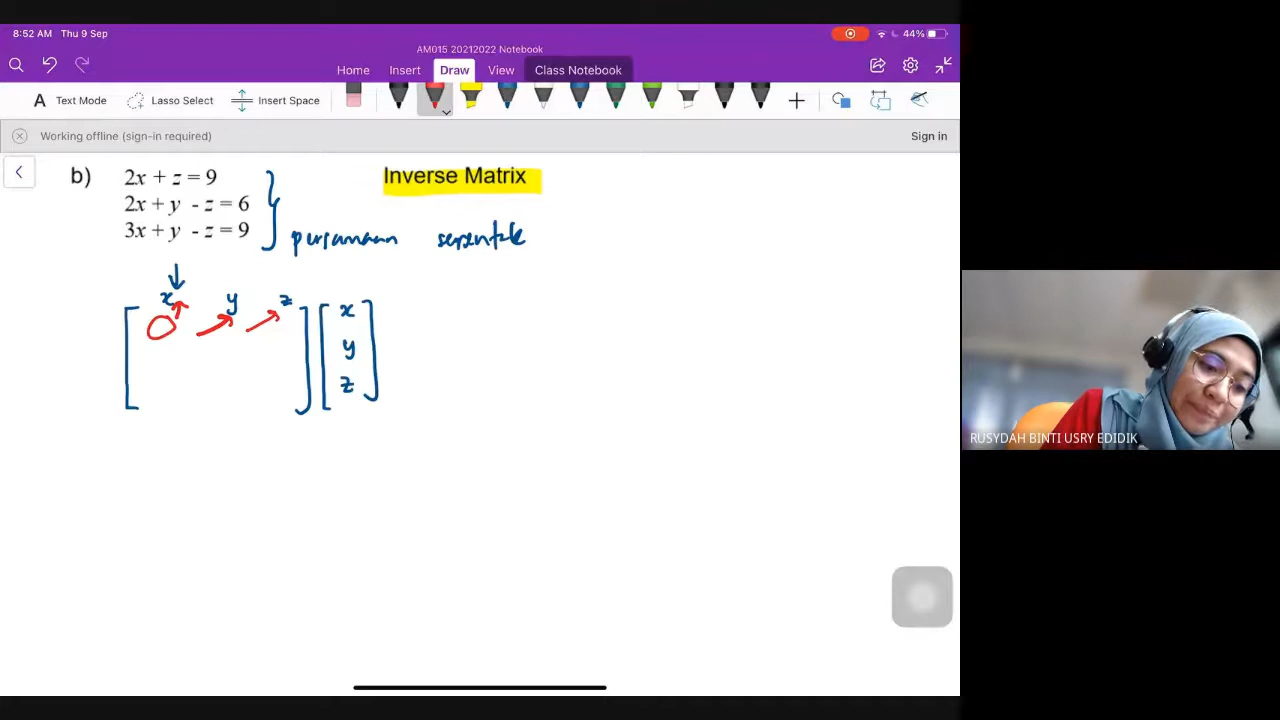 8:52 AM Thu 9 Sep
44%
AM015 20212022 Notebook
Home Insert Draw View Class Notebook
A Text Mode Lasso Select Insert Space
Working offline (sign-in required) Sign in
b) 2x + z = 9
2x + y - z = 6
3x + y - z = 9
Inverse Matrix
persamaan serentak
x y z
x
y
z
RUSYDAH BINTI USRY EDIDIK